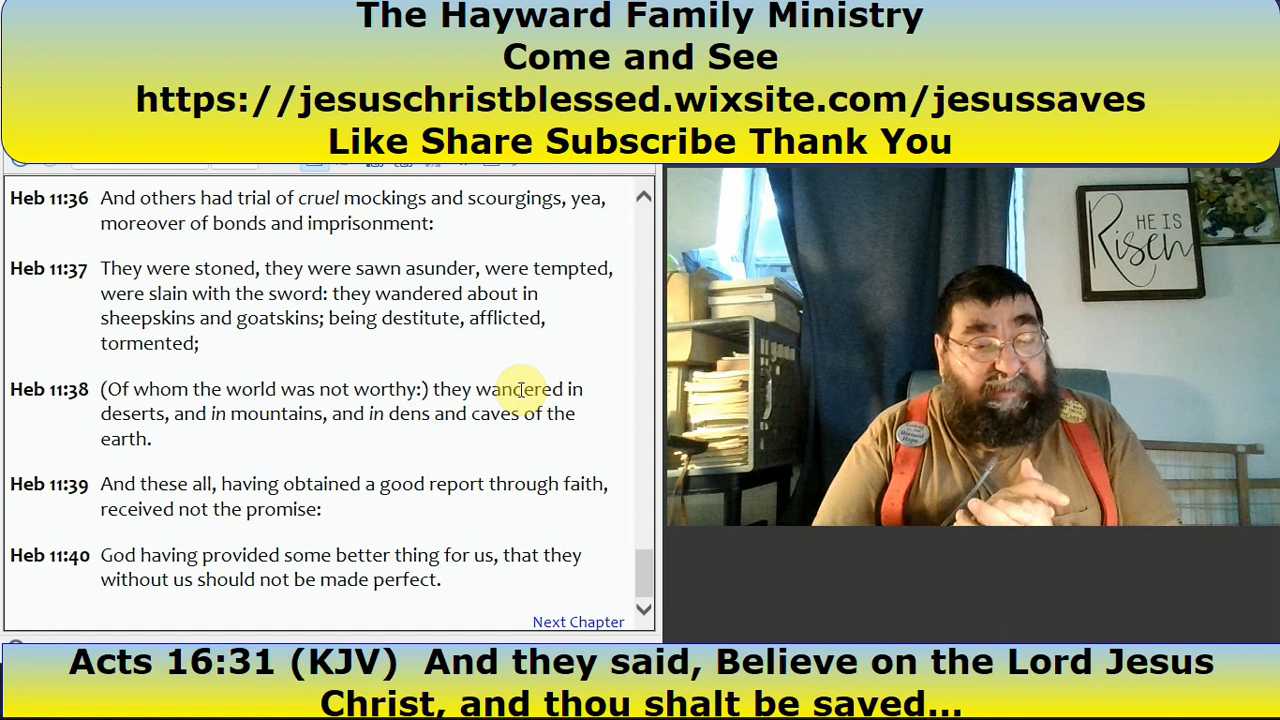 The Hayward Family Ministry
Come and See
https://jesuschristblessed.wixsite.com/jesussaves
Like Share Subscribe Thank You
Heb 11:36 And others had trial of cruel mockings and scourgings, yea,
moreover of bonds and imprisonment:
Heb 11:37 They were stoned, they were sawn asunder, were tempted,
were slain with the sword: they wandered about in
sheepskins and goatskins; being destitute, afflicted,
tormented;
Heb 11:38 (Of whom the world was not worthy:) they wandered in
deserts, and in mountains, and in dens and caves of the
earth.
Heb 11:39 And these all, having obtained a good report through faith,
received not the promise:
Heb 11:40 God having provided some better thing for us, that they
without us should not be made perfect.
Next Chapter
HE IS
Risen
Blessed
Hope
Acts 16:31 (KJV) And they said, Believe on the Lord Jesus
Christ, and thou shalt be saved...